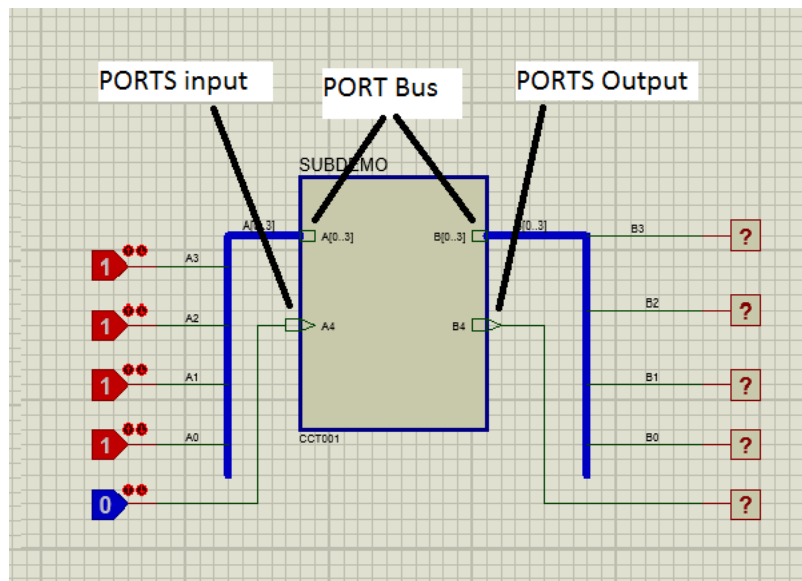 PORTS input
PORT Bus
PORTS Output
SUBDEMO
A[0..3]
A[0..3]
B[0..3]
B3
1
A3
B2
1
A2
A4
B4
1
A1
B1
1
A0
CCT001
B0
0
?
?
?
?
?